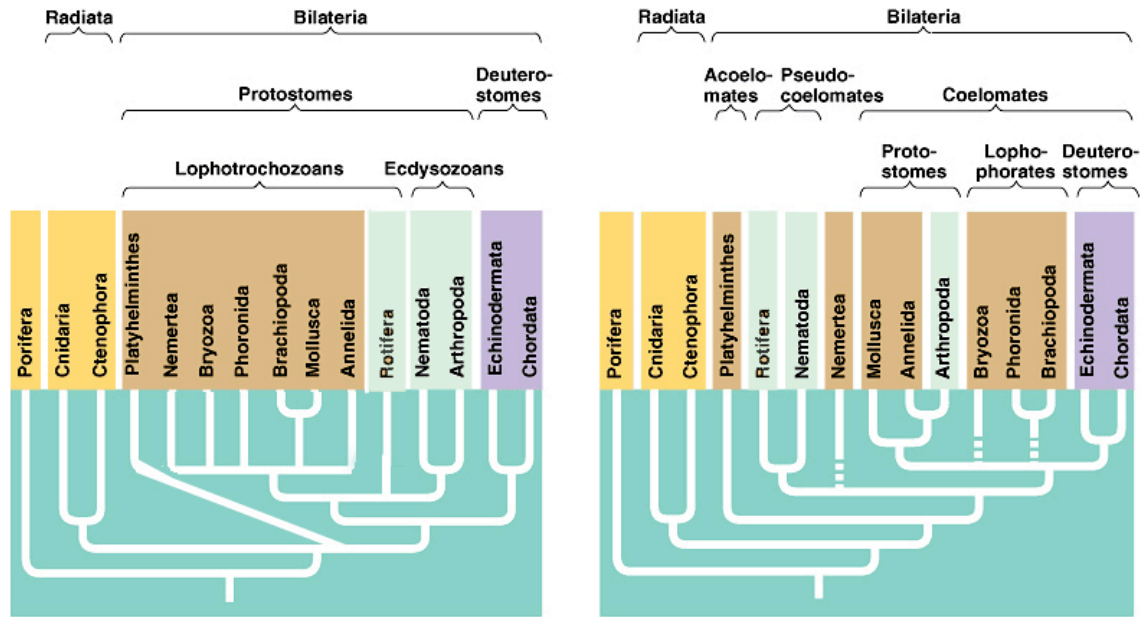 Radiata
Bilateria
Protostomes
Deutero-
stomes
Lophotrochozoans
Ecdysozoans
Porifera
Cnidaria
Ctenophora
Platyhelminthes
Nemertea
Bryozoa
Phoronida
Brachiopoda
Mollusca
Annelida
Rotifera
Nematoda
Arthropoda
Echinodermata
Chordata
Radiata
Bilateria
Acoelo-
mates
Pseudo-
coelomates
Coelomates
Proto-
stomes
Lopho-
phorates
Deutero-
stomes
Porifera
Cnidaria
Ctenophora
Platyhelminthes
Rotifera
Nematoda
Nemertea
Mollusca
Annelida
Arthropoda
Bryozoa
Phoronida
Brachiopoda
Echinodermata
Chordata